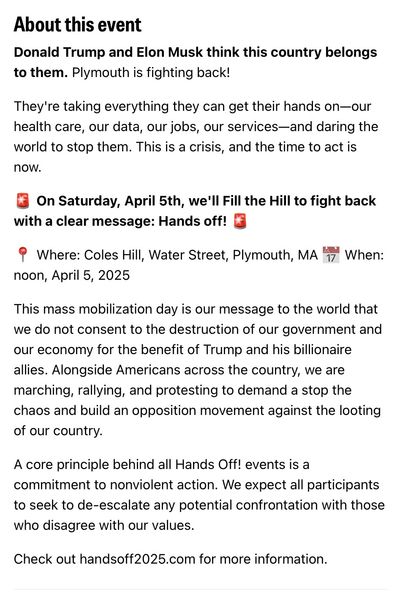 About this event
Donald Trump and Elon Musk think this country belongs
to them. Plymouth is fighting back!
They're taking everything they can get their hands on—our
health care, our data, our jobs, our services—and daring the
world to stop them. This is a crisis, and the time to act is
now.
🚨 On Saturday, April 5th, we'll Fill the Hill to fight back
with a clear message: Hands off! 🚨
📍 Where: Coles Hill, Water Street, Plymouth, MA 📅 When:
noon, April 5, 2025
This mass mobilization day is our message to the world that
we do not consent to the destruction of our government and
our economy for the benefit of Trump and his billionaire
allies. Alongside Americans across the country, we are
marching, rallying, and protesting to demand a stop the
chaos and build an opposition movement against the looting
of our country.
A core principle behind all Hands Off! events is a
commitment to nonviolent action. We expect all participants
to seek to de-escalate any potential confrontation with those
who disagree with our values.
Check out handsoff2025.com for more information.